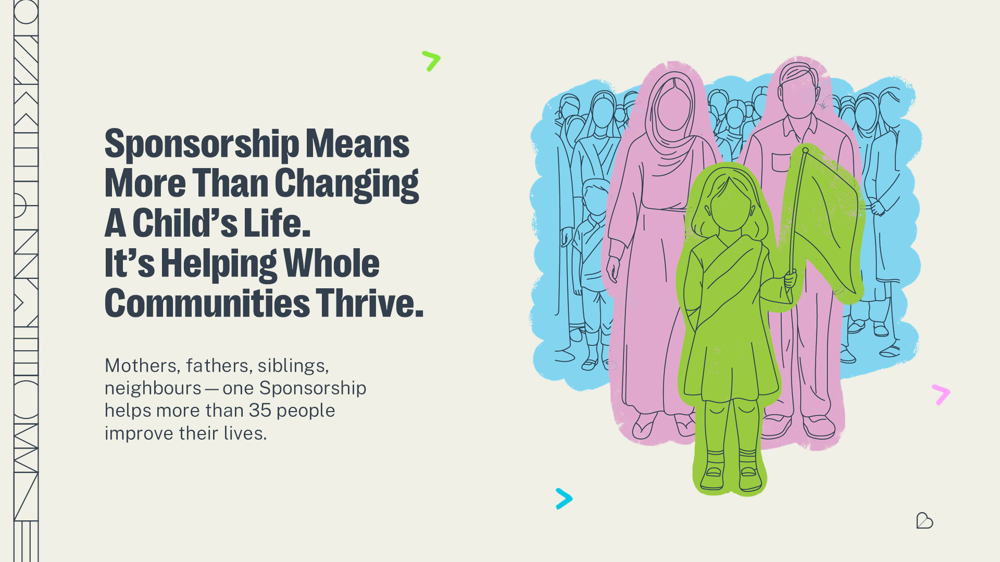 Sponsorship Means
More Than Changing
A Child’s Life.
It’s Helping Whole
Communities Thrive.
Mothers, fathers, siblings,
neighbours—one Sponsorship
helps more than 35 people
improve their lives.